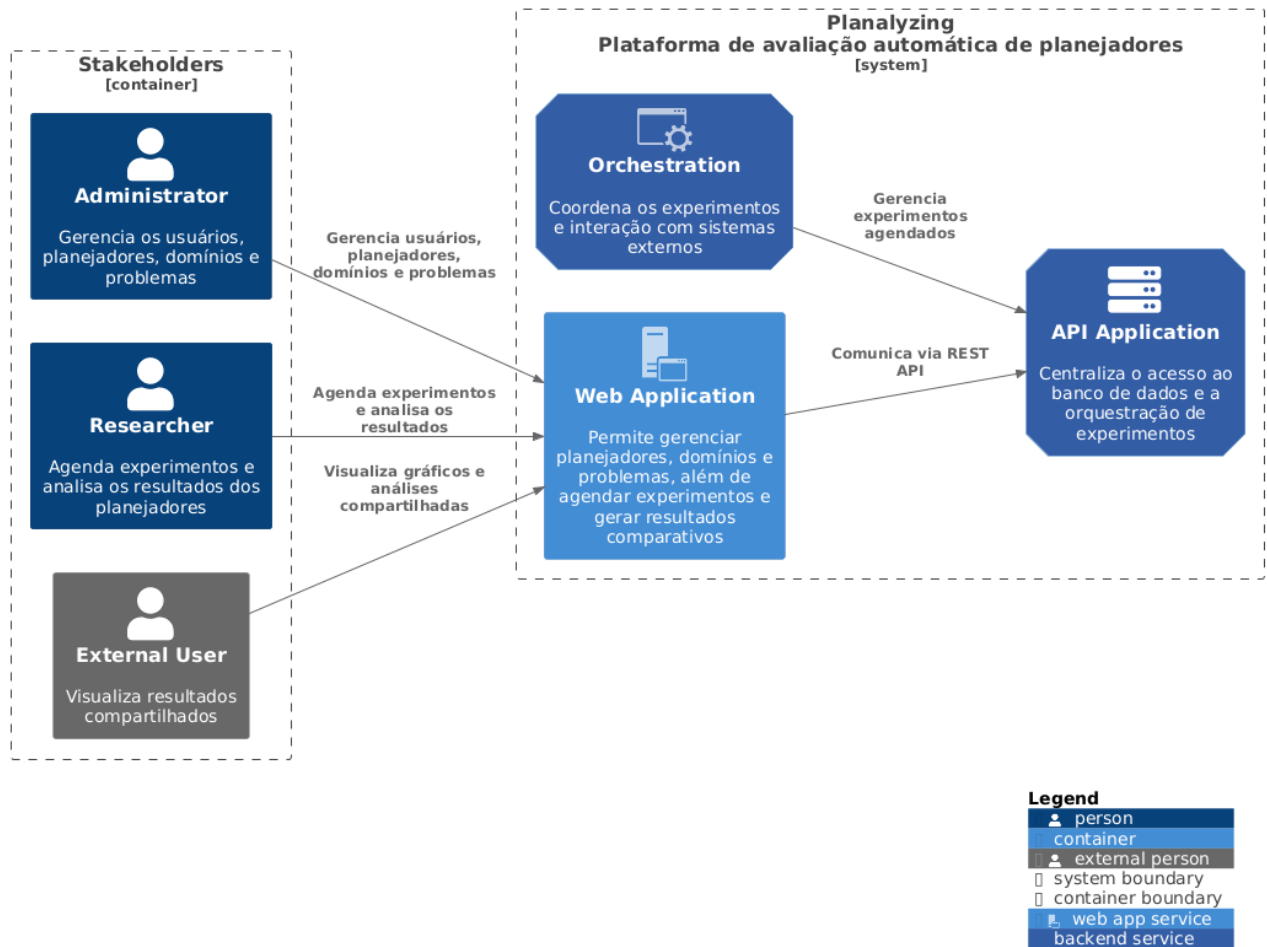 Planalyzing
Plataforma de avaliação automática de planejadores
[system]
Stakeholders
[container]
Administrator
Gerencia os usuários,
planejadores, domínios e
problemas
Researcher
Agenda experimentos e
analisa os resultados dos
planejadores
External User
Visualiza resultados
compartilhados
Gerencia usuários,
planejadores,
domínios e problemas
Agenda experimentos
e analisa os
resultados
Visualiza gráficos e
análises
compartilhadas
Orchestration
Coordena os experimentos
e interação com sistemas
externos
Web Application
Permite gerenciar
planejadores, domínios e
problemas, além de
agendar experimentos e
gerar resultados
comparativos
Gerencia
experimentos
agendados
Comunica via REST
API
API Application
Centraliza o acesso ao
banco de dados e a
orquestração de
experimentos
Legend
person
container
external person
system boundary
container boundary
web app service
backend service